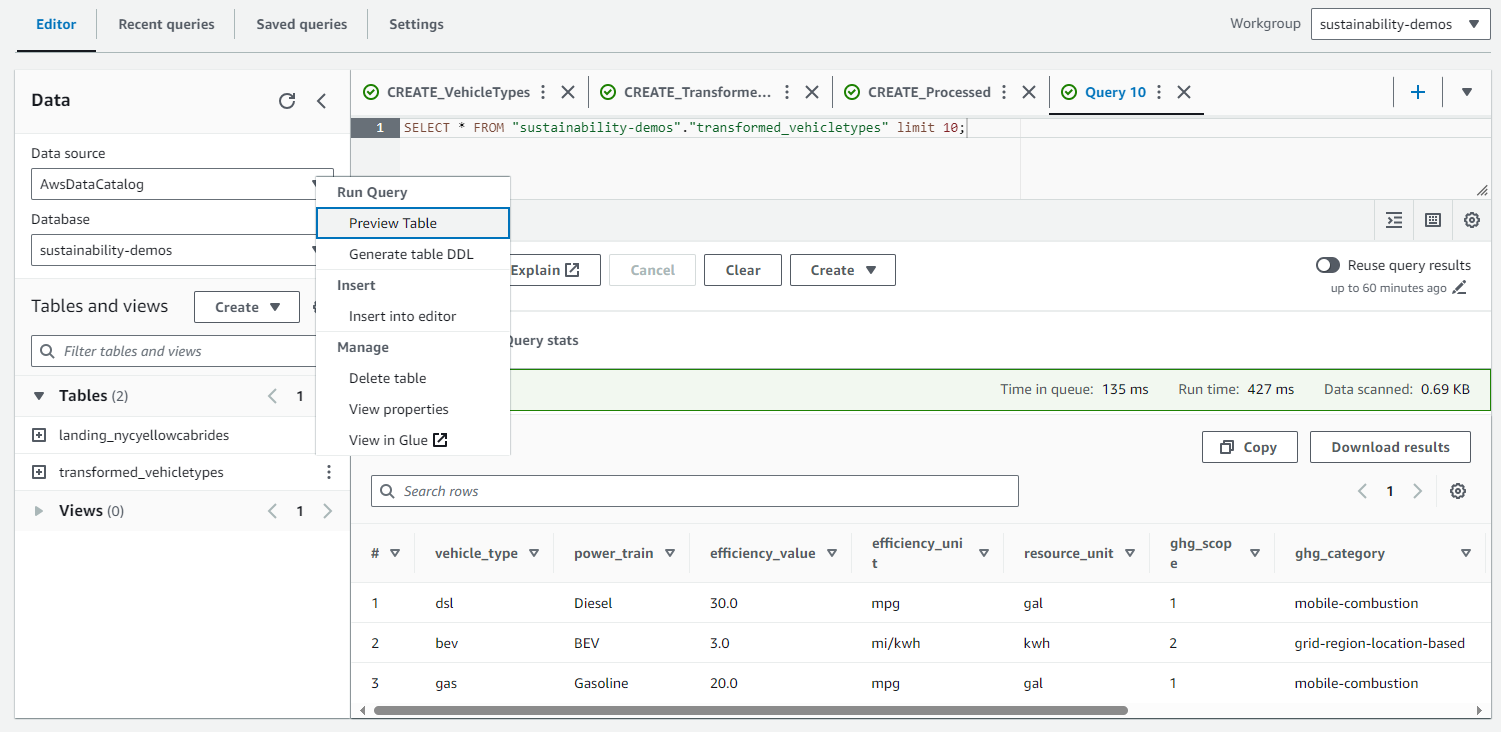 Editor Recent queries Saved queries Settings Workgroup sustainability-demos
Data
Data source
AwsDataCatalog
Database
sustainability-demos
Tables and views Create
Filter tables and views
Tables (2) 1
landing_nycyellowcabrides
transformed_vehicletypes
Views (0) 1
Run Query
Preview Table
Generate table DDL
Insert
Insert into editor
Manage
Delete table
View properties
View in Glue
CREATE_VehicleTypes CREATE_Transforme... CREATE_Processed Query 10
1 SELECT * FROM "sustainability-demos"."transformed_vehicletypes" limit 10;
Explain Cancel Clear Create Reuse query results
up to 60 minutes ago
Query stats
Time in queue: 135 ms Run time: 427 ms Data scanned: 0.69 KB
Copy Download results
Search rows 1
# vehicle_type power_train efficiency_value efficiency_uni
t resource_unit ghg_scop
e ghg_category
1 dsl Diesel 30.0 mpg gal 1 mobile-combustion
2 bev BEV 3.0 mi/kwh kwh 2 grid-region-location-based
3 gas Gasoline 20.0 mpg gal 1 mobile-combustion